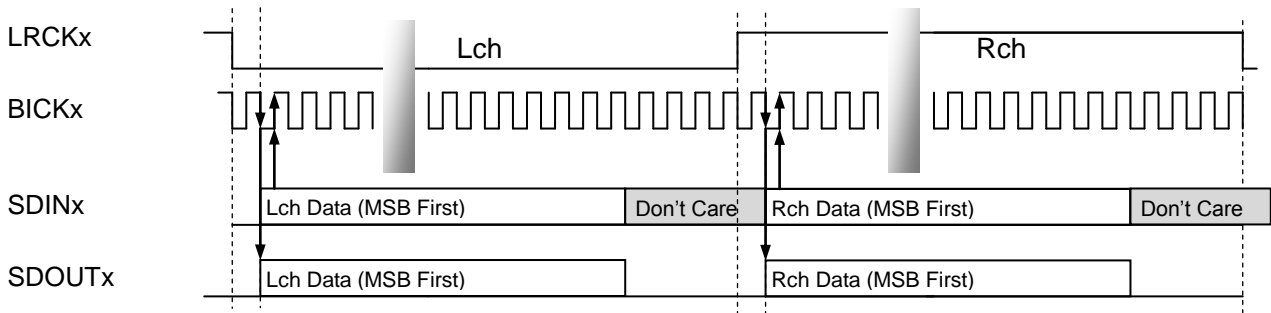 LRCKx
Lch
Rch
BICKx
SDINx
Lch Data (MSB First)
Don't Care
Rch Data (MSB First)
Don't Care
SDOUTx
Lch Data (MSB First)
Rch Data (MSB First)